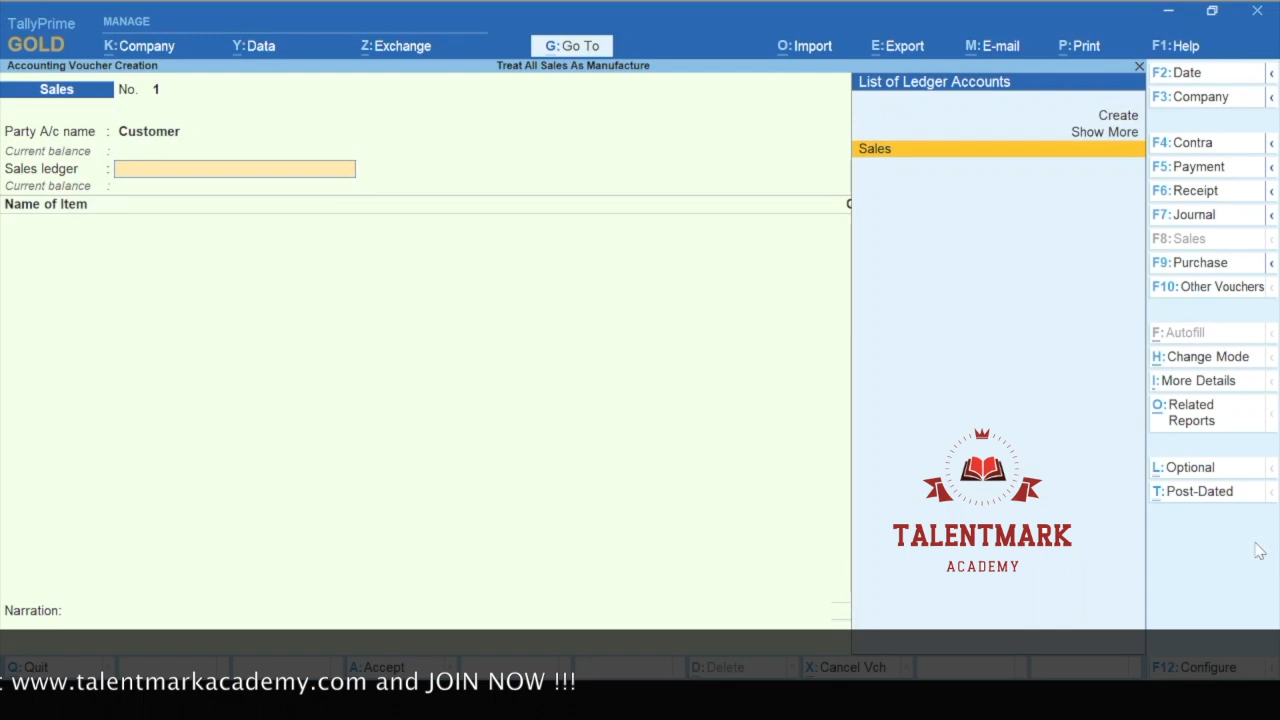 TallyPrime
GOLD
MANAGE
K:Company
Y:Data
Z:Exchange
G:Go To
O:Import
E:Export
M:E-mail
P:Print
F1:Help
Accounting Voucher Creation
Treat All Sales As Manufacture
Sales No. 1
Party A/c name : Customer
Current balance :
Sales ledger :
Current balance :
Name of Item
Narration:
List of Ledger Accounts
Create
Show More
Sales
TALENTMARK
ACADEMY
F2:Date
F3:Company
F4:Contra
F5:Payment
F6:Receipt
F7:Journal
F8:Sales
F9:Purchase
F10:Other Vouchers
F:Autofill
H:Change Mode
I:More Details
O:Related
Reports
L:Optional
T:Post-Dated
Q:Quit
A:Accept
D:Delete
X:Cancel Vch
F12:Configure
www.talentmarkacademy.com and JOIN NOW !!!